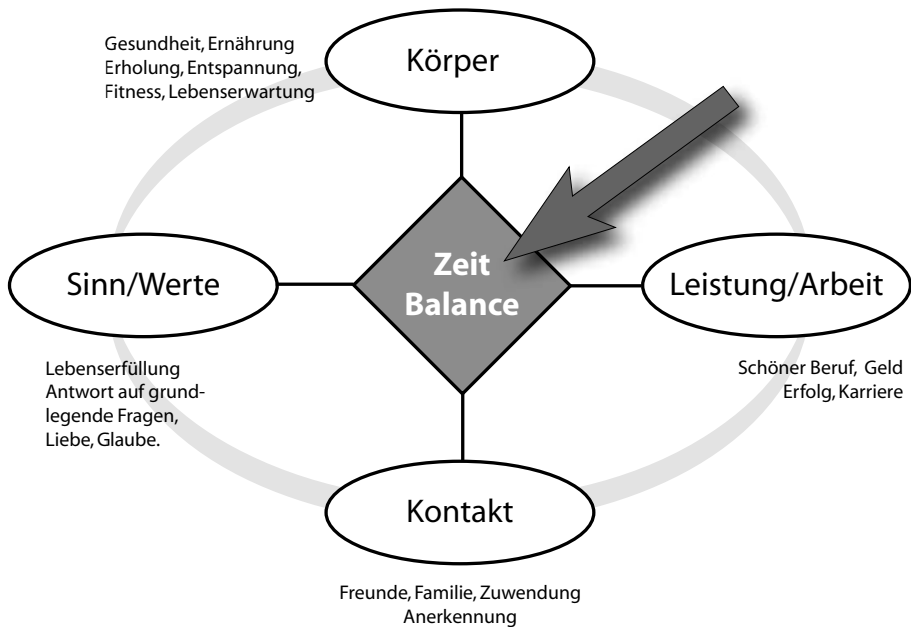 Gesundheit, Ernährung
Erholung, Entspannung,
Fitness, Lebenserwartung
Körper
Zeit
Balance
Sinn/Werte
Leistung/Arbeit
Lebenserfüllung
Antwort auf grund-
legende Fragen,
Liebe, Glaube.
Schöner Beruf, Geld
Erfolg, Karriere
Kontakt
Freunde, Familie, Zuwendung
Anerkennung